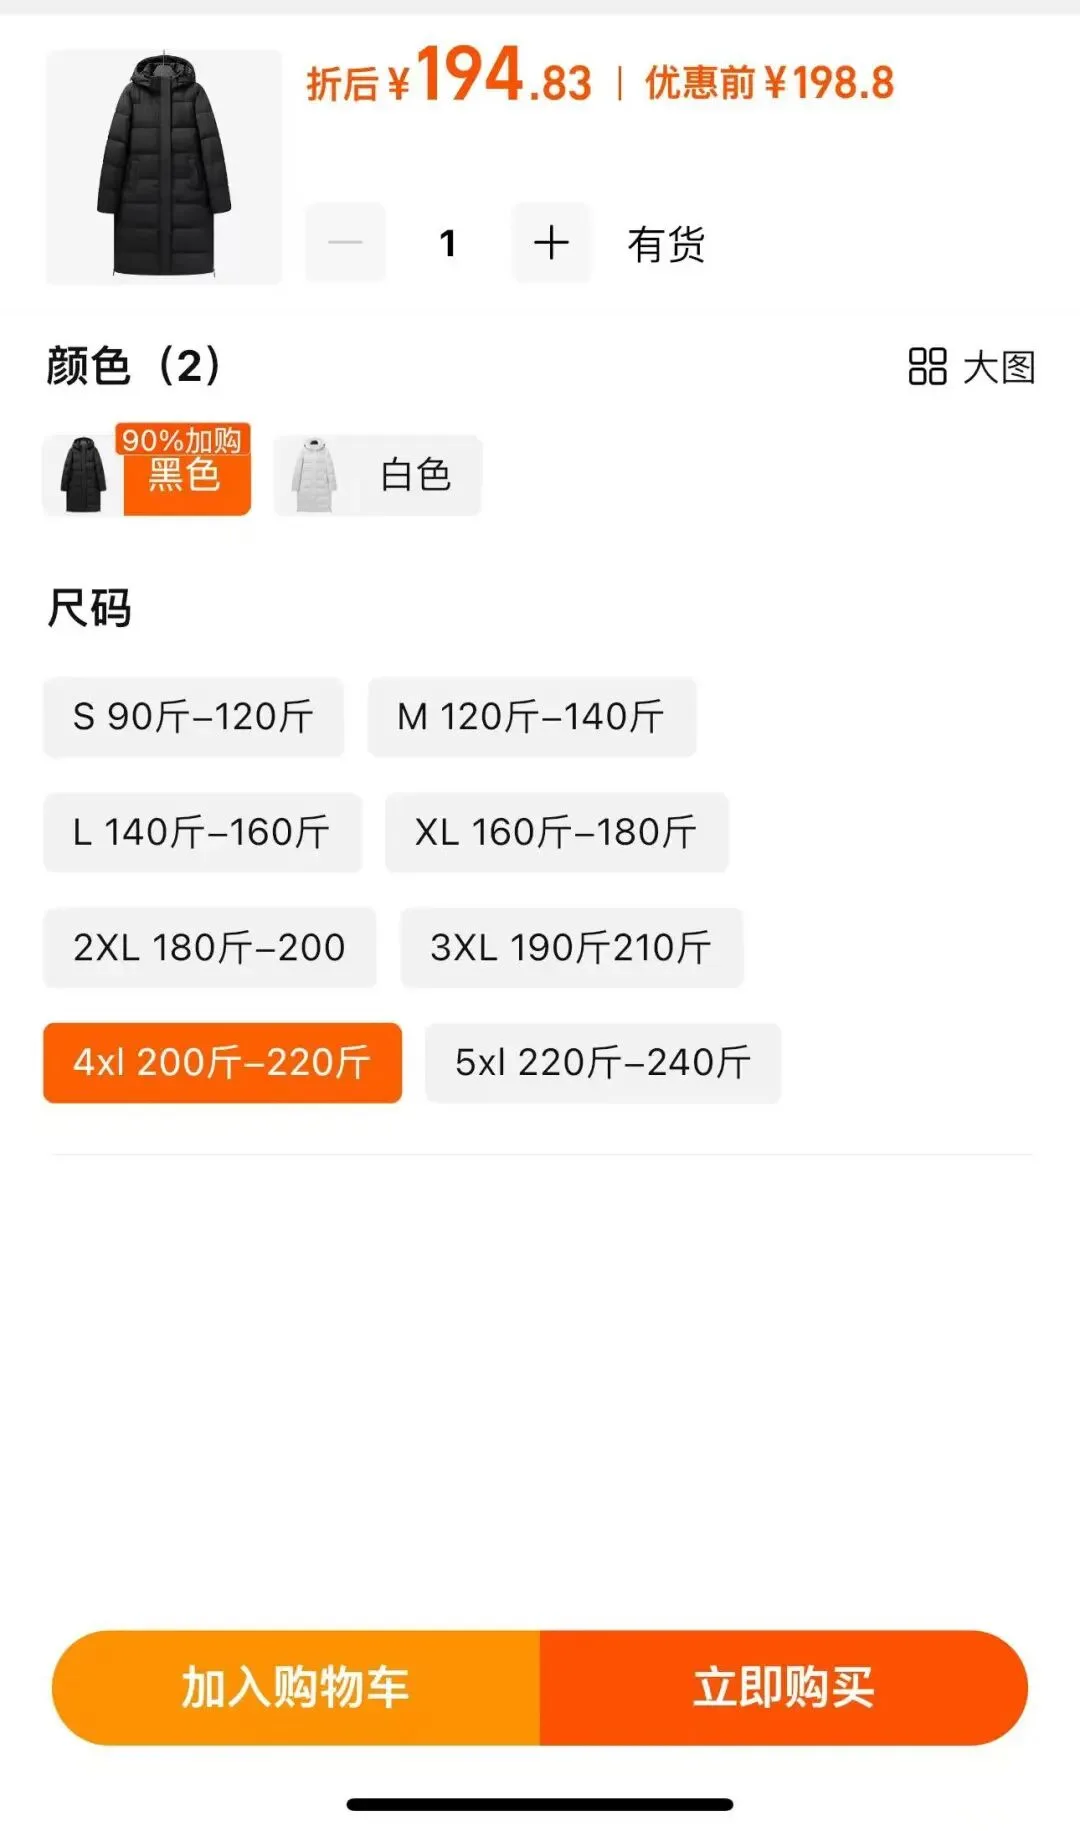 折后¥194.83 | 优惠前¥198.8
1 有货
颜色（2） 大图
90%加购
黑色 白色
尺码
S 90斤-120斤 M 120斤-140斤
L 140斤-160斤 XL 160斤-180斤
2XL 180斤-200 3XL 190斤210斤
4xl 200斤-220斤 5xl 220斤-240斤
加入购物车 立即购买